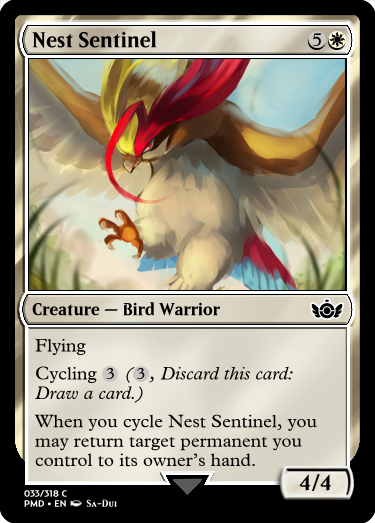 Nest Sentinel 5
Creature — Bird Warrior
Flying
Cycling 3 (3, Discard this card:
Draw a card.)
When you cycle Nest Sentinel, you
may return target permanent you
control to its owner's hand.
4/4
033/318 C
PMD • EN Sa-Dui